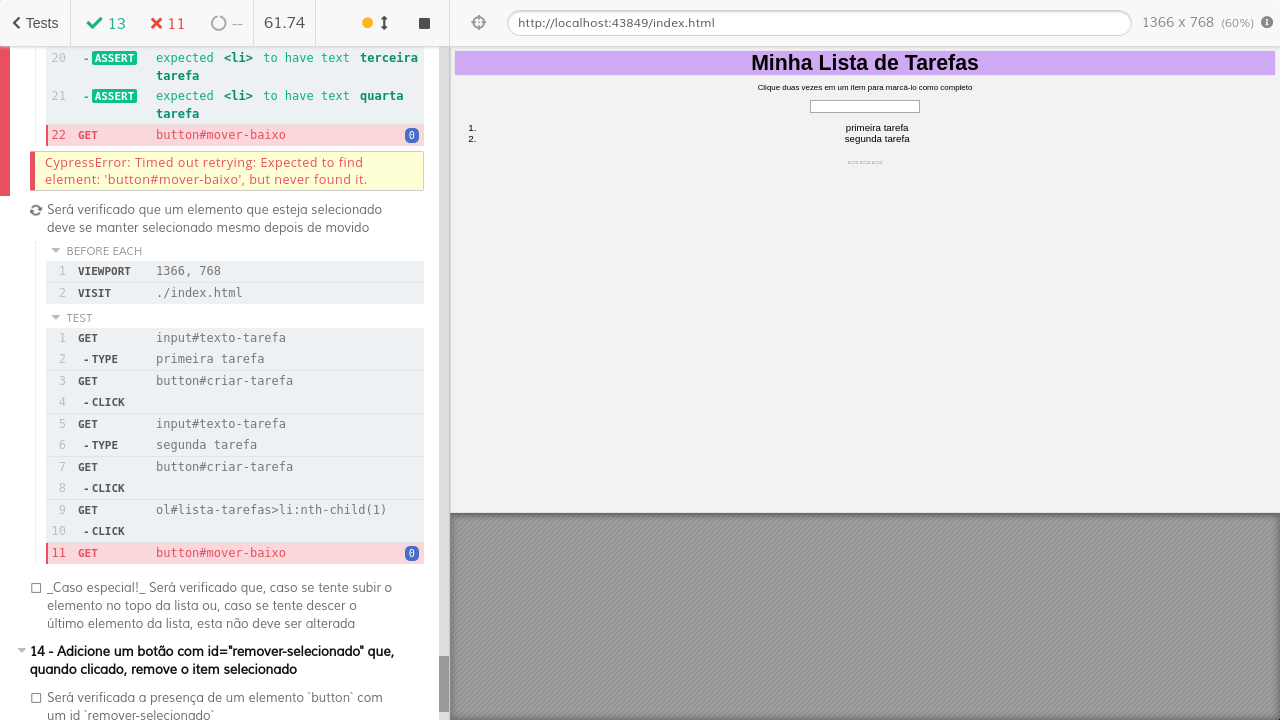 Tests
13
11
--
61.74
20 - ASSERT expected <li> to have text terceira
tarefa
21 - ASSERT expected <li> to have text quarta
tarefa
22 GET button#mover-baixo 0
CypressError: Timed out retrying: Expected to find
element: 'button#mover-baixo', but never found it.
Será verificado que um elemento que esteja selecionado
deve se manter selecionado mesmo depois de movido
BEFORE EACH
1 VIEWPORT 1366, 768
2 VISIT ./index.html
TEST
1 GET input#texto-tarefa
2 - TYPE primeira tarefa
3 GET button#criar-tarefa
4 - CLICK
5 GET input#texto-tarefa
6 - TYPE segunda tarefa
7 GET button#criar-tarefa
8 - CLICK
9 GET ol#lista-tarefas>li:nth-child(1)
10 - CLICK
11 GET button#mover-baixo 0
_Caso especial!_ Será verificado que, caso se tente subir o
elemento no topo da lista ou, caso se tente descer o
último elemento da lista, esta não deve ser alterada
14 - Adicione um botão com id="remover-selecionado" que,
quando clicado, remove o item selecionado
Será verificada a presença de um elemento `button` com
um id `remover-selecionado`
http://localhost:43849/index.html
1366 x 768 (60%)
Minha Lista de Tarefas
Clique duas vezes em um item para marcá-lo como completo
1. primeira tarefa
2. segunda tarefa